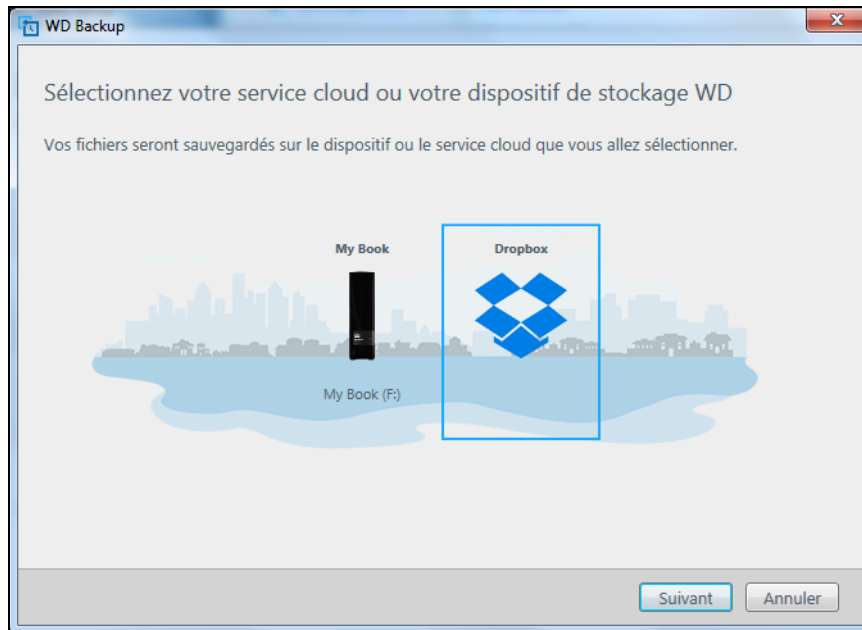 WD Backup
Sélectionnez votre service cloud ou votre dispositif de stockage WD
Vos fichiers seront sauvegardés sur le dispositif ou le service cloud que vous allez sélectionner.
My Book
Dropbox
My Book (F:)
Suivant
Annuler